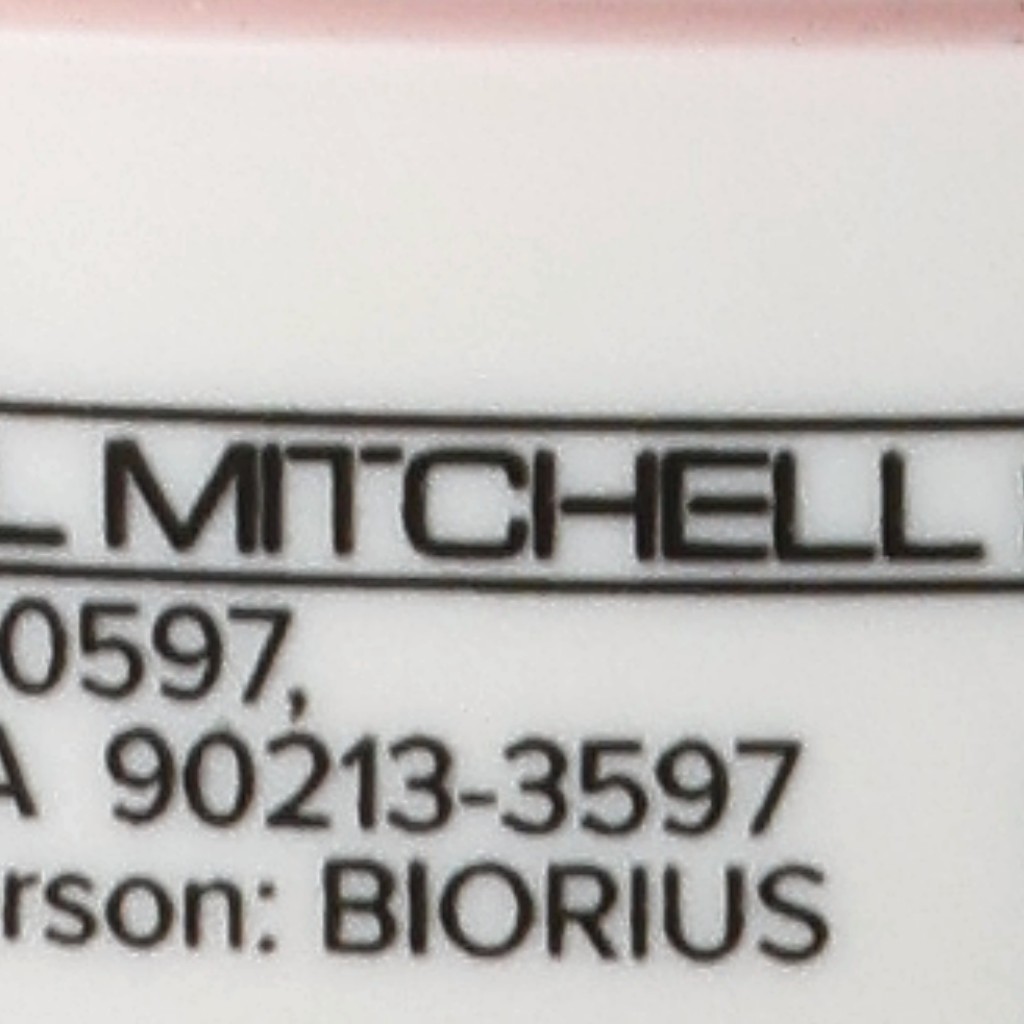 L MITCHELL
0597,
A 90213-3597
rson: BIORIUS